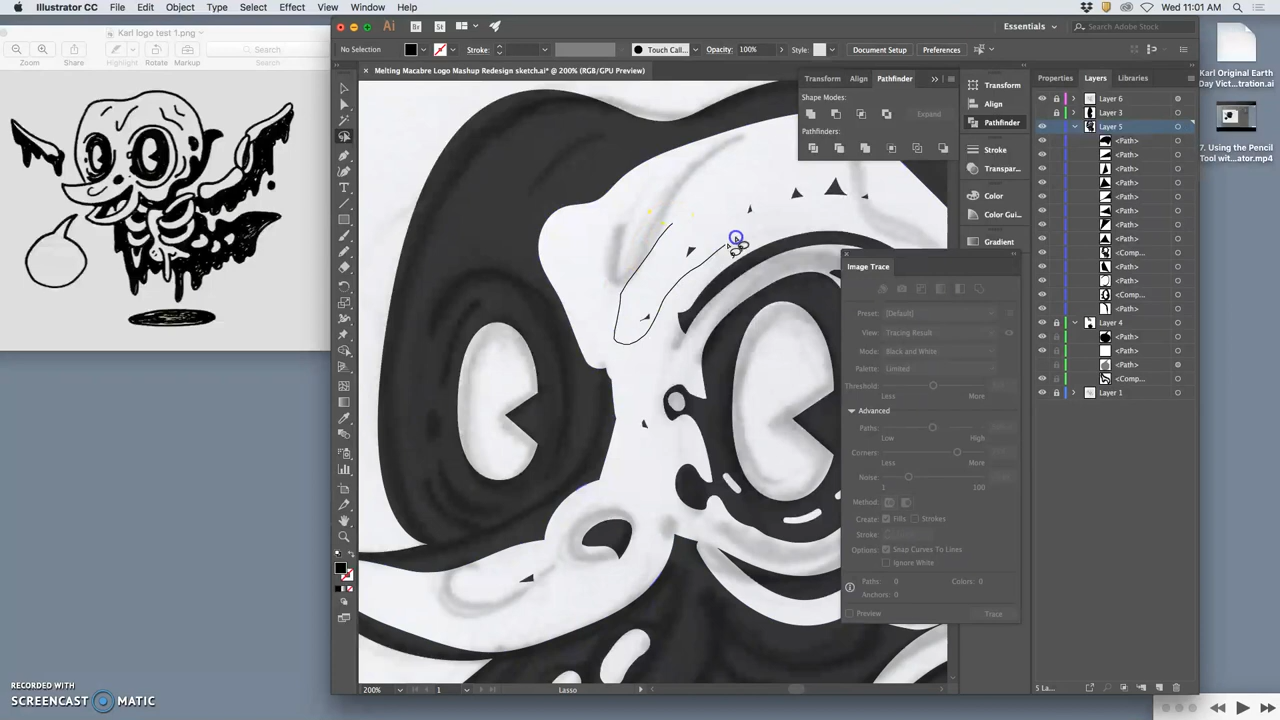 Illustrator CC File Edit Object Type Select Effect View Window Help
Wed 11:01 AM
Karl logo test 1.png
Zoom Share Highlight Rotate Markup Search
Search
Essentials
Search Adobe Stock
No Selection
Stroke:
Touch Call...
Opacity: 100%
Style:
Document Setup
Preferences
Melting Macabre Logo Mashup Redesign sketch.ai* @ 200% (RGB/GPU Preview)
Transform Align Pathfinder
Shape Modes:
Expand
Pathfinders:
Transform
Align
Pathfinder
Stroke
Transpar...
Color
Color Gui...
Gradient
Properties Layers Libraries
Layer 6
Layer 3
Layer 5
<Path>
<Path>
<Path>
<Path>
<Path>
<Path>
<Path>
<Path>
<Comp...
<Path>
<Path>
<Comp...
<Path>
Layer 4
<Path>
<Path>
<Path>
<Comp...
Layer 1
Image Trace
Preset: [Default]
View: Tracing Result
Mode: Black and White
Palette: Limited
Threshold:
Less More
Advanced
Paths:
Low High
Corners:
Less More
Noise:
1 100
Method:
Create: Fills Strokes
Stroke:
Options: Snap Curves To Lines
Ignore White
Paths: 0 Colors: 0
Anchors: 0
Preview Trace
200% 1 Lasso
5 La...
Karl Original Earth
Day Vict...tration.ai
7. Using the Pencil
Tool wit...ator.mp4
RECORDED WITH
SCREENCAST MATIC